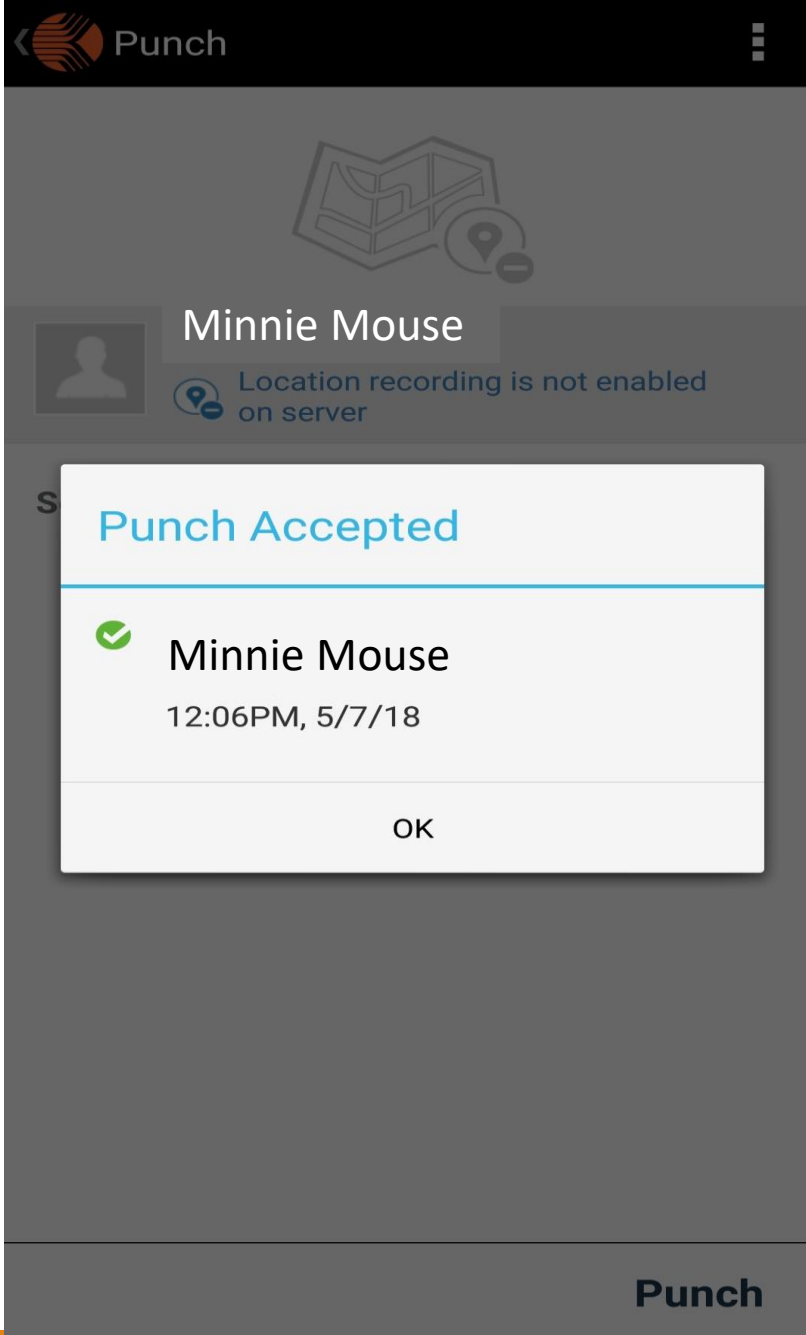 Punch
Minnie Mouse
Location recording is not enabled
on server
Punch Accepted
Minnie Mouse
12:06PM, 5/7/18
OK
Punch